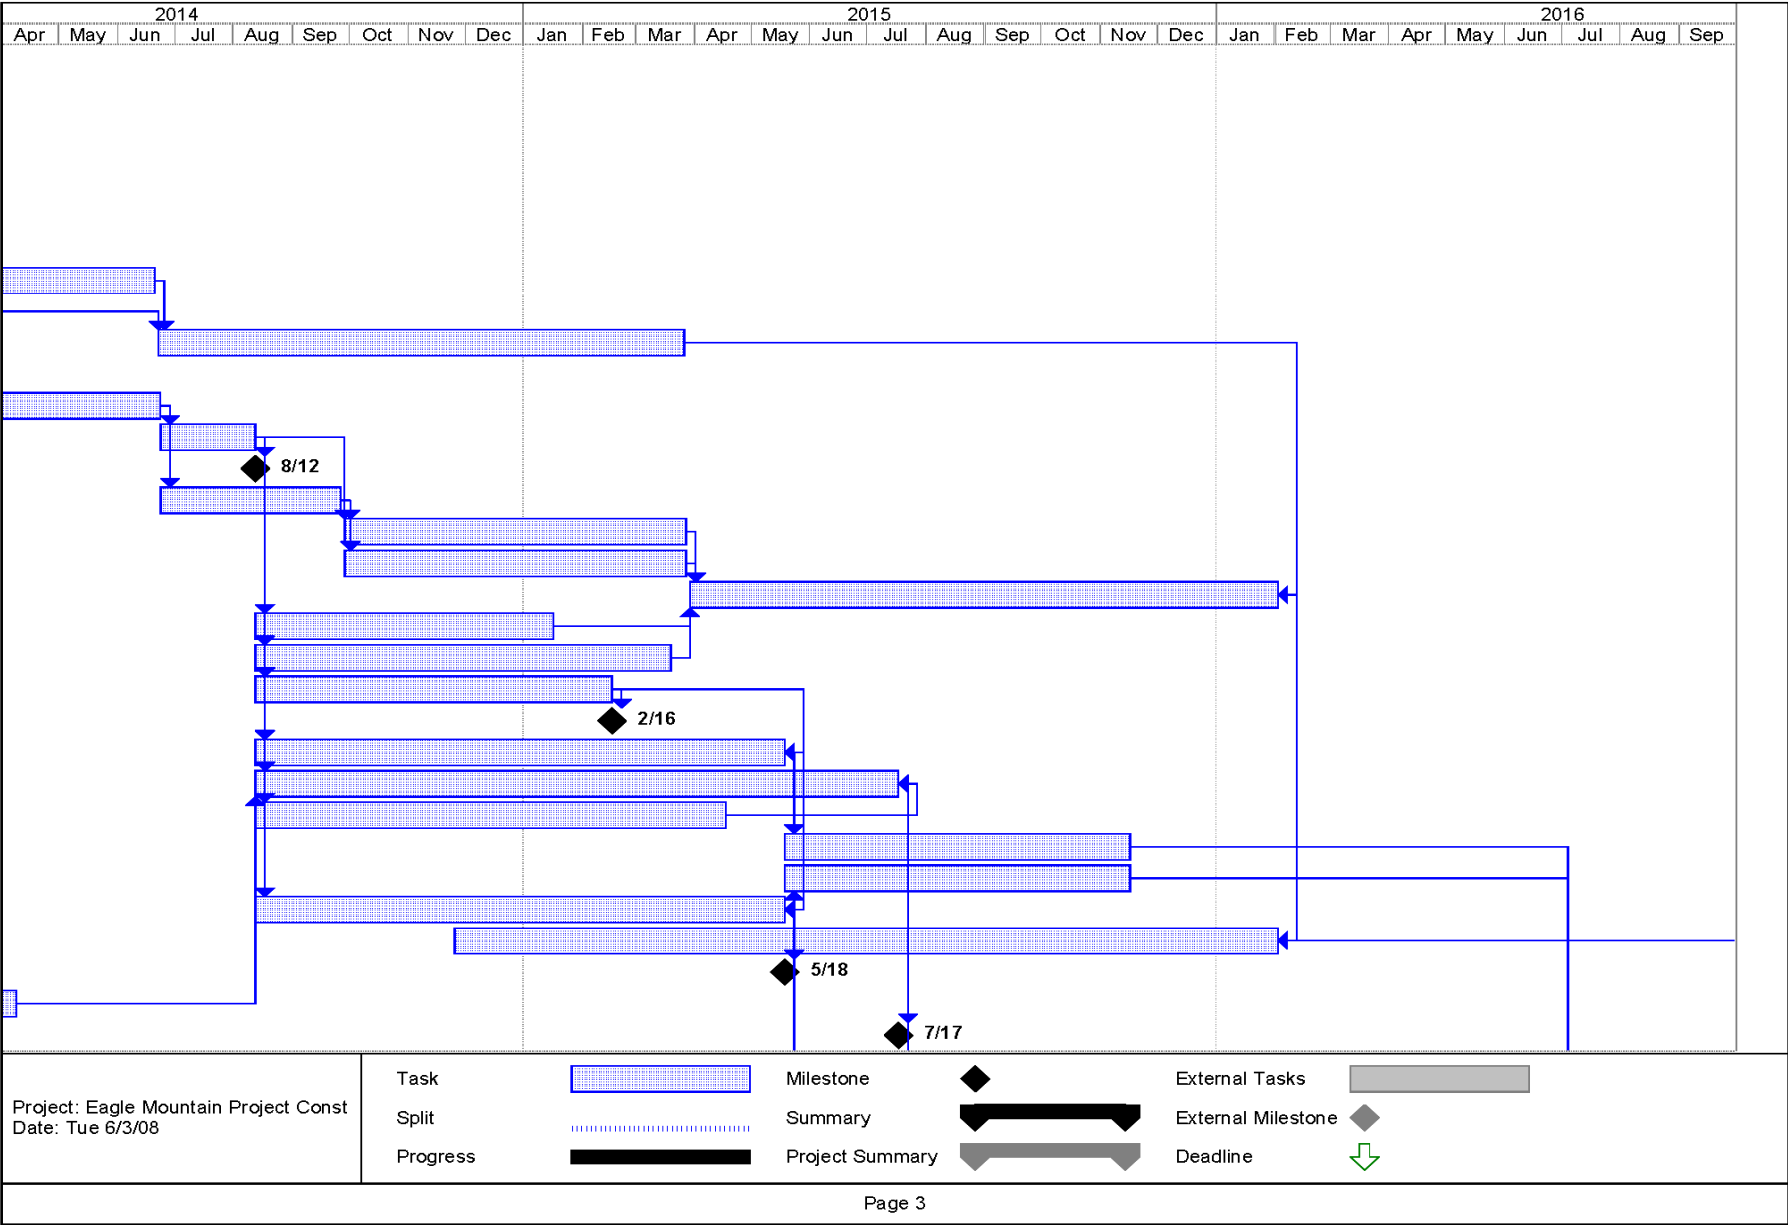 2014 2015 2016
Apr May Jun Jul Aug Sep Oct Nov Dec Jan Feb Mar Apr May Jun Jul Aug Sep Oct Nov Dec Jan Feb Mar Apr May Jun Jul Aug Sep
8/12
2/16
5/18
7/17
Project: Eagle Mountain Project Const
Date: Tue 6/3/08
Task Milestone External Tasks
Split Summary External Milestone
Progress Project Summary Deadline
Page 3